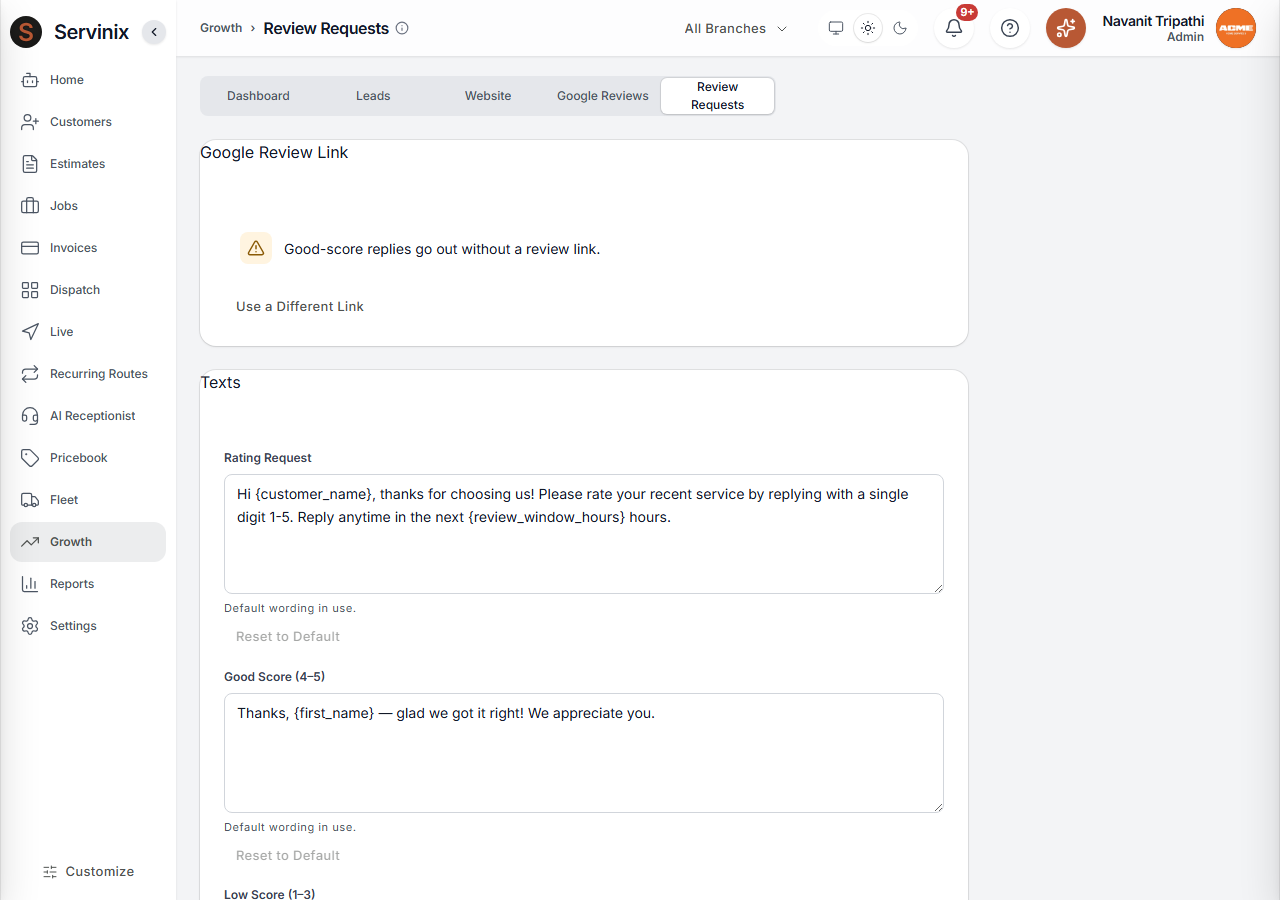 S Servinix
Growth › Review Requests
All Branches
9+
Navanit Tripathi
Admin
ACME
Home
Customers
Estimates
Jobs
Invoices
Dispatch
Live
Recurring Routes
AI Receptionist
Pricebook
Fleet
Growth
Reports
Settings
Customize
Dashboard
Leads
Website
Google Reviews
Review
Requests
Google Review Link
Good-score replies go out without a review link.
Use a Different Link
Texts
Rating Request
Hi {customer_name}, thanks for choosing us! Please rate your recent service by replying with a single
digit 1-5. Reply anytime in the next {review_window_hours} hours.
Default wording in use.
Reset to Default
Good Score (4–5)
Thanks, {first_name} — glad we got it right! We appreciate you.
Default wording in use.
Reset to Default
Low Score (1–3)